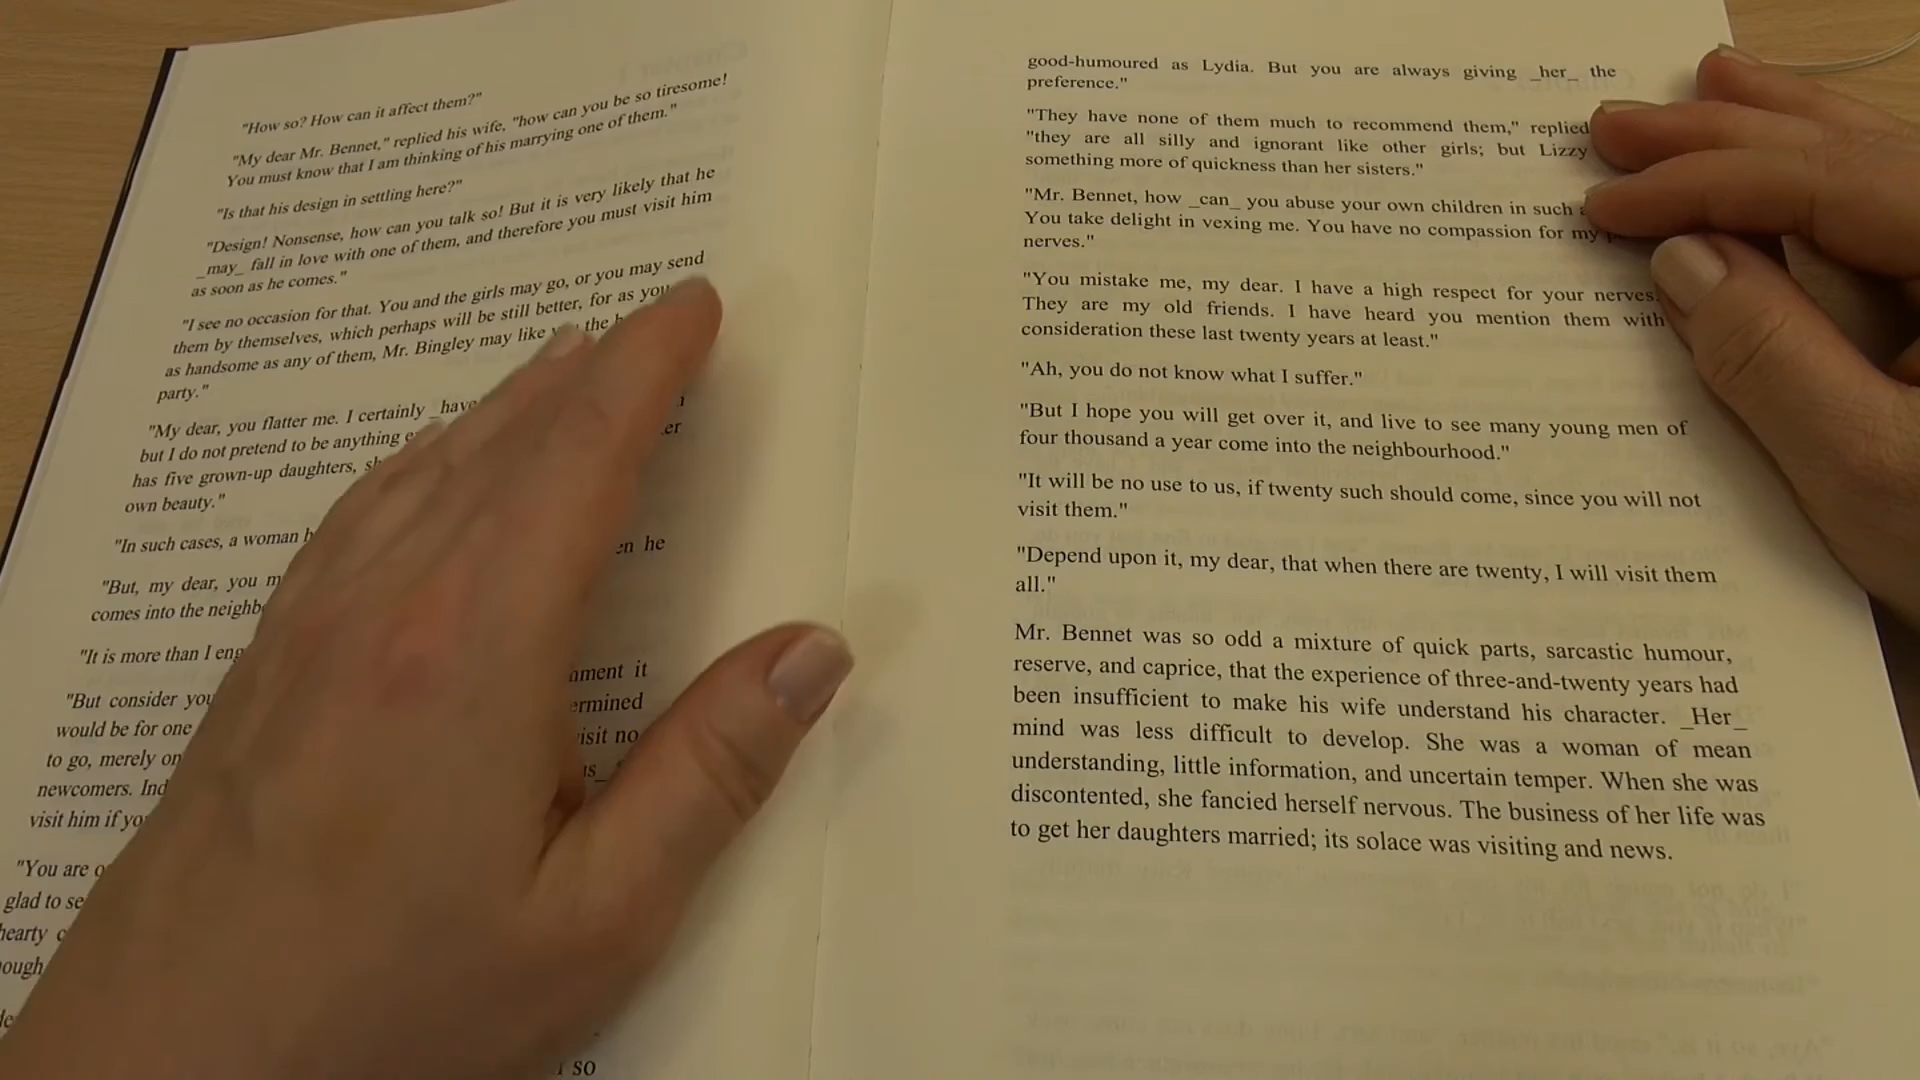 "How so? How can it affect them?"
"My dear Mr. Bennet," replied his wife, "how can you be so tiresome!
You must know that I am thinking of his marrying one of them."
"Is that his design in settling here?"
"Design! Nonsense, how can you talk so! But it is very likely that he
_may_ fall in love with one of them, and therefore you must visit him
as soon as he comes."
"I see no occasion for that. You and the girls may go, or you may send
them by themselves, which perhaps will be still better, for as you
as handsome as any of them, Mr. Bingley may like the
party."
"My dear, you flatter me. I certainly _have
but I do not pretend to be anything
has five grown-up daughters,
own beauty."
"In such cases, a woman
en he
"But, my dear, you
comes into the
"It is more than I
nment it
"But consider
ermined
would be for one
isit no
to go, merely on
us_
newcomers.
visit him if
"You are
glad to
hearty
so
good-humoured as Lydia. But you are always giving _her_ the
preference."
"They have none of them much to recommend them," replied
"they are all silly and ignorant like other girls; but Lizzy
something more of quickness than her sisters."
"Mr. Bennet, how _can_ you abuse your own children in such
You take delight in vexing me. You have no compassion for my
nerves."
"You mistake me, my dear. I have a high respect for your nerves.
They are my old friends. I have heard you mention them with
consideration these last twenty years at least."
"Ah, you do not know what I suffer."
"But I hope you will get over it, and live to see many young men of
four thousand a year come into the neighbourhood."
"It will be no use to us, if twenty such should come, since you will not
visit them."
"Depend upon it, my dear, that when there are twenty, I will visit them
all."
Mr. Bennet was so odd a mixture of quick parts, sarcastic humour,
reserve, and caprice, that the experience of three-and-twenty years had
been insufficient to make his wife understand his character. _Her_
mind was less difficult to develop. She was a woman of mean
understanding, little information, and uncertain temper. When she was
discontented, she fancied herself nervous. The business of her life was
to get her daughters married; its solace was visiting and news.